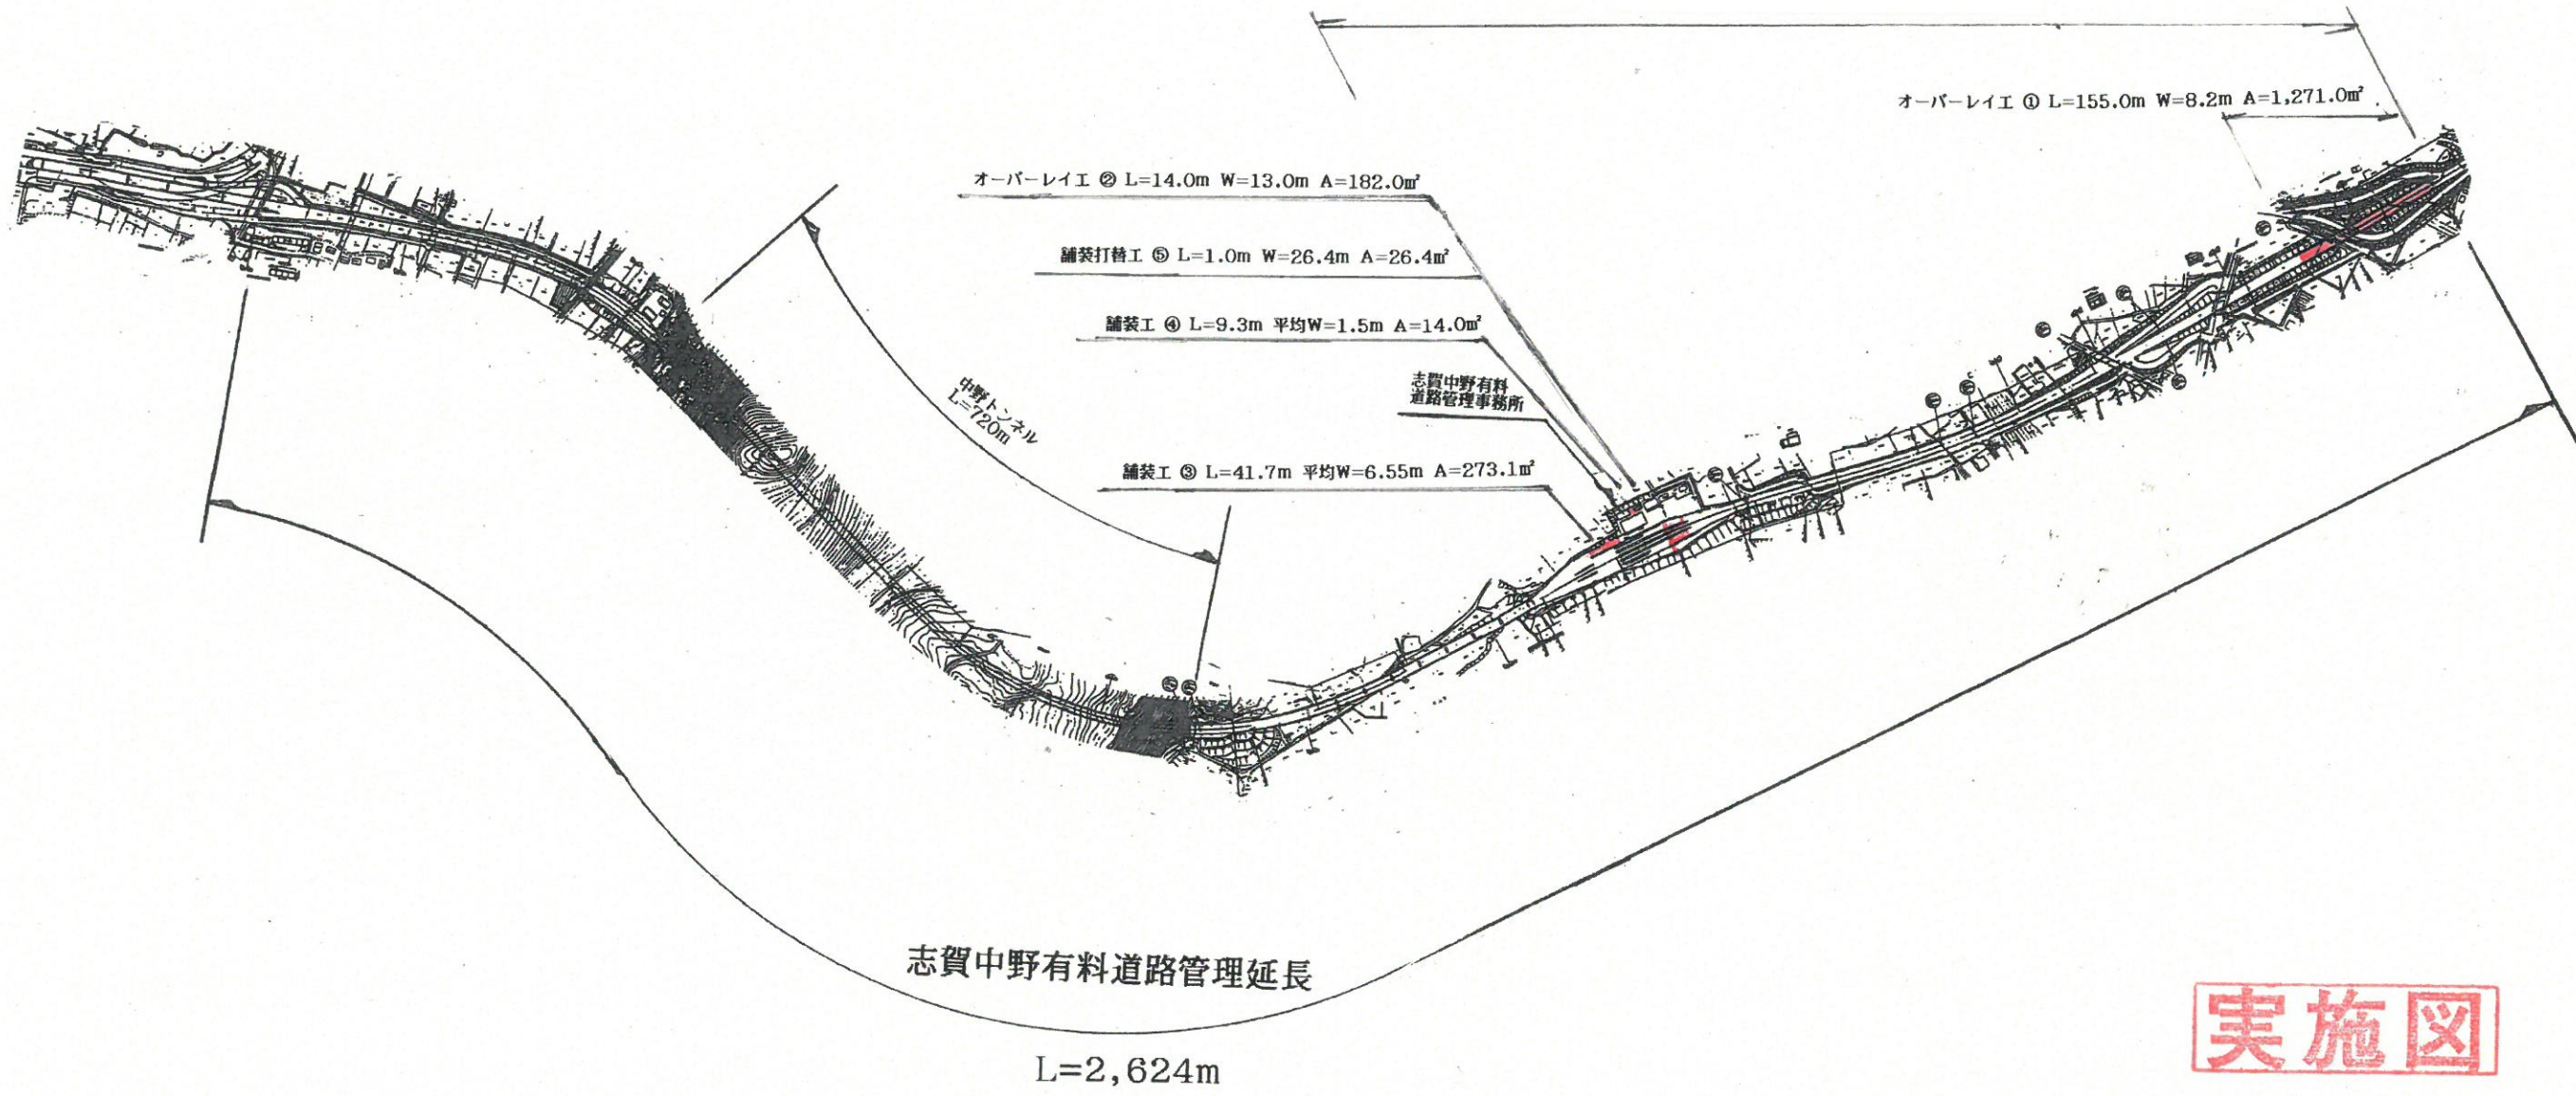 オーバーレイエ ① L=155.0m W=8.2m A=1,271.0㎡
オーバーレイエ ② L=14.0m W=13.0m A=182.0㎡
舗装打替工 ⑤ L=1.0m W=26.4m A=26.4㎡
舗装工 ④ L=9.3m 平均W=1.5m A=14.0㎡
志賀中野有料
道路管理事務所
中野トンネル
L=720m
舗装工 ③ L=41.7m 平均W=6.55m A=273.1㎡
志賀中野有料道路管理延長
L=2,624m
実施図